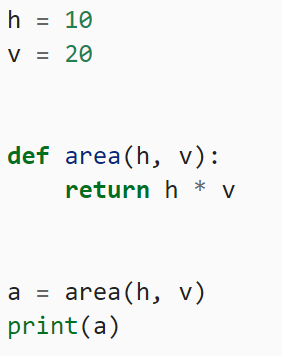 h = 10
v = 20
def area(h, v):
    return h * v
a = area(h, v)
print(a)